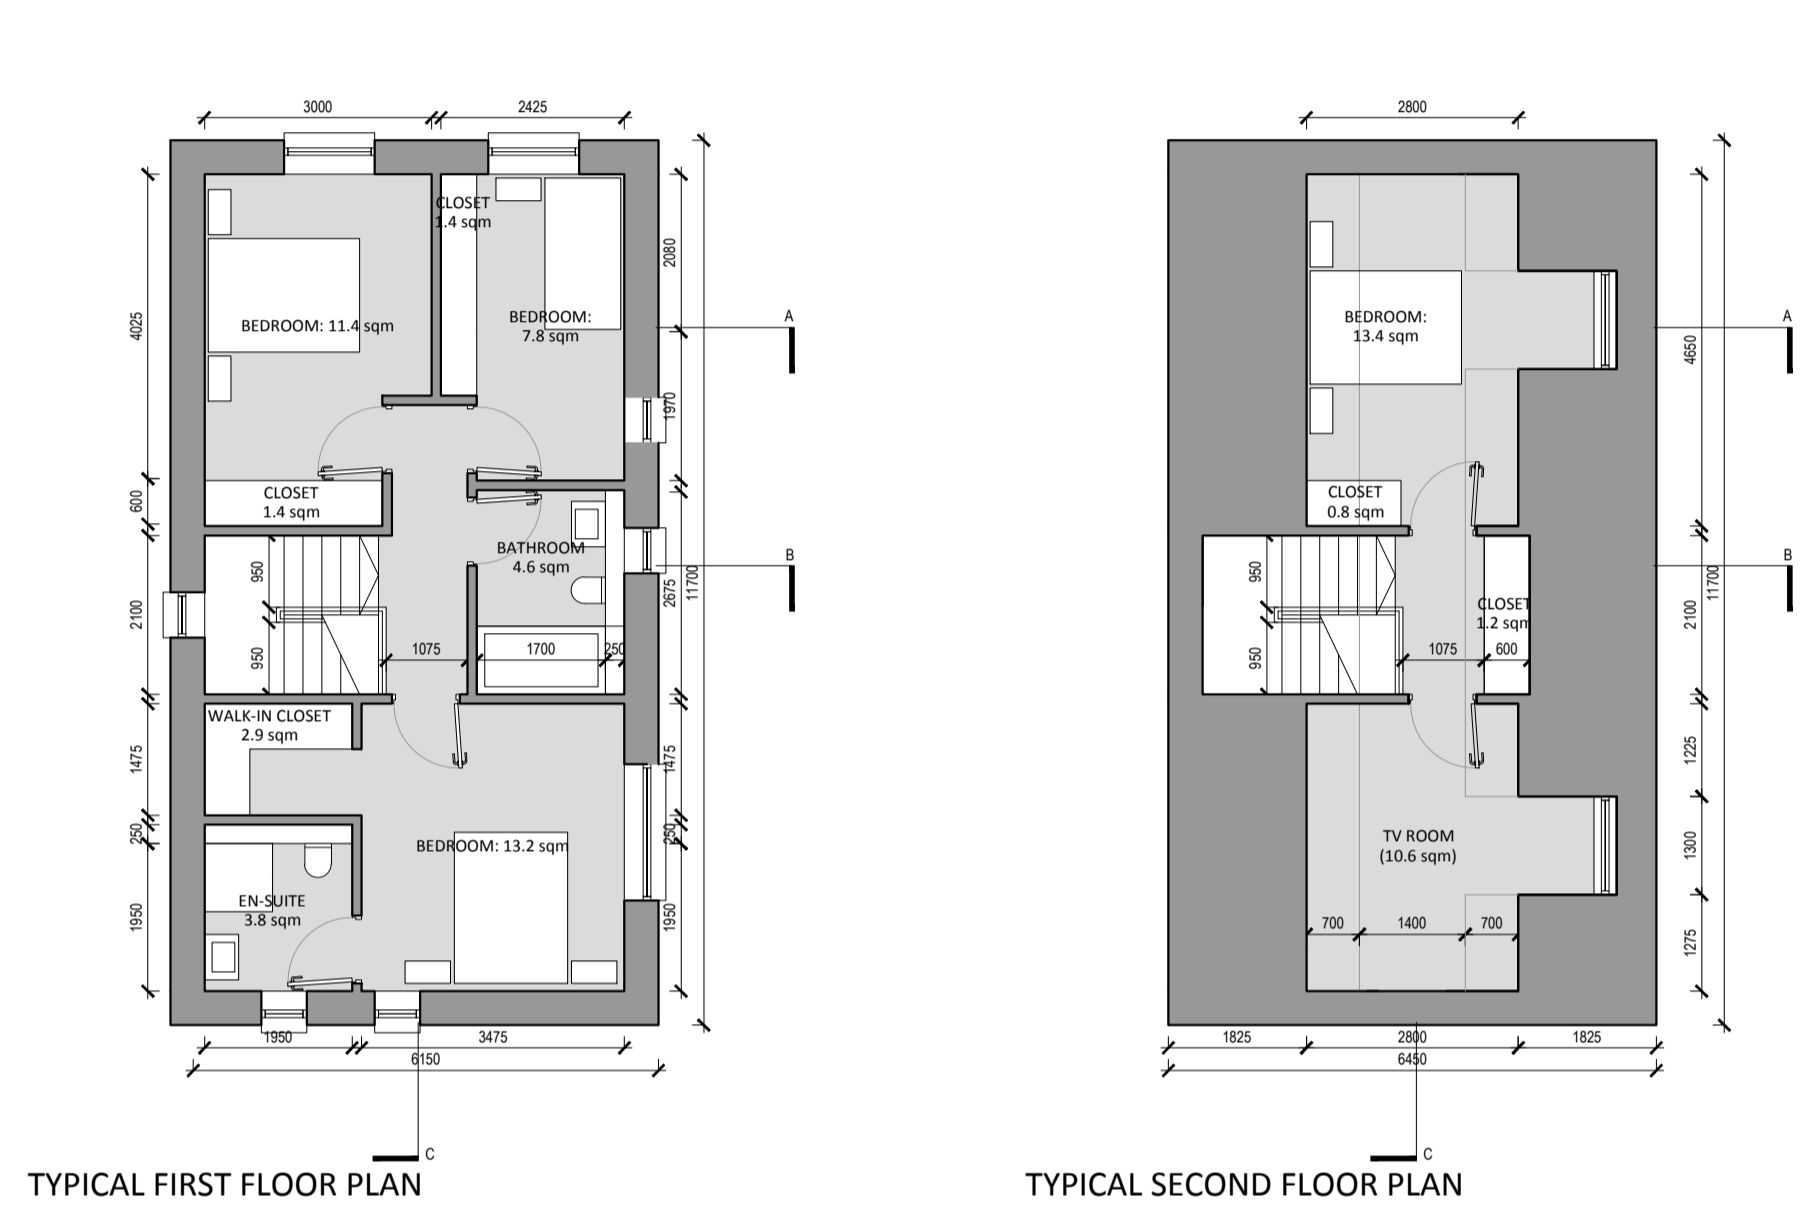 3000
2425
CLOSET
1.4 sqm
2080
4025
BEDROOM: 11.4 sqm
BEDROOM:
7.8 sqm
A
1970
600
CLOSET
1.4 sqm
BATHROOM
4.6 sqm
B
950
2100
2675
11700
950
1075
1700
250
WALK-IN CLOSET
2.9 sqm
1475
1475
250
250
BEDROOM: 13.2 sqm
EN-SUITE
3.8 sqm
1950
1950
1950
3475
6150
C
TYPICAL FIRST FLOOR PLAN
2800
BEDROOM:
13.4 sqm
A
4650
CLOSET
0.8 sqm
B
950
11700
2100
CLOSET
1.2 sqm
950
1075
600
1225
TV ROOM
(10.6 sqm)
1300
700
1400
700
1275
1825
2800
1825
6450
C
TYPICAL SECOND FLOOR PLAN